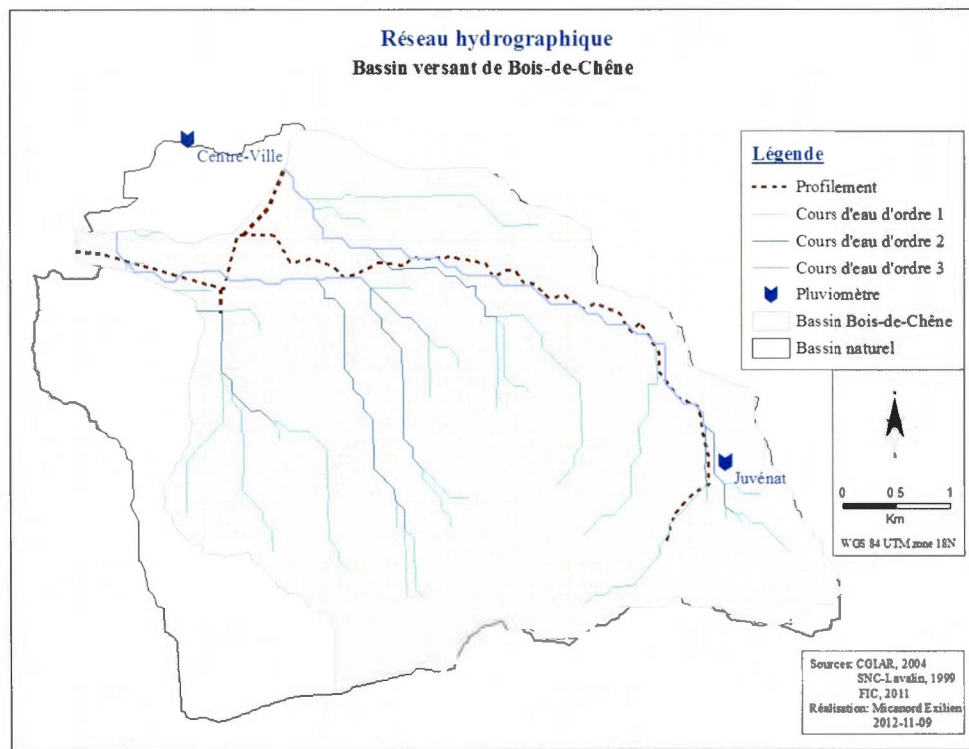 Réseau hydrographique
Bassin versant de Bois-de-Chêne
Centre-Ville
Légende
Profilement
Cours d'eau d'ordre 1
Cours d'eau d'ordre 2
Cours d'eau d'ordre 3
Pluviomètre
Bassin Bois-de-Chêne
Bassin naturel
Juvénat
0 0 5 1
Km
WGS 84 UTM zone 18N
Sources: CGIAR, 2004
SNC-Lavalin, 1999
FIC, 2011
Réalisation: Micanord Exilien
2012-11-09